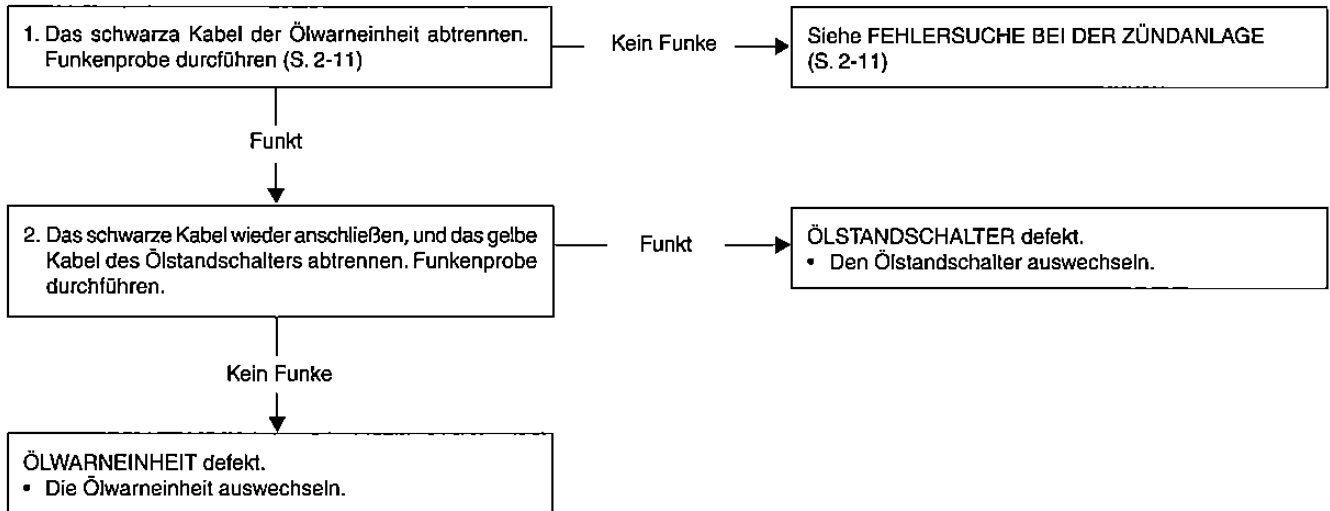 1. Das schwarza Kabel der Ölwarneinheit abtrennen.
Funkenprobe durcführen (S. 2-11)
Kein Funke
Siehe FEHLERSUCHE BEI DER ZÜNDANLAGE
(S. 2-11)
Funkt
2. Das schwarze Kabel wieder anschließen, und das gelbe
Kabel des Ölstandschalters abtrennen. Funkenprobe
durchführen.
Funkt
ÖLSTANDSCHALTER defekt.
• Den Ölstandschalter auswechseln.
Kein Funke
ÖLWARNEINHEIT defekt.
• Die Ölwarneinheit auswechseln.